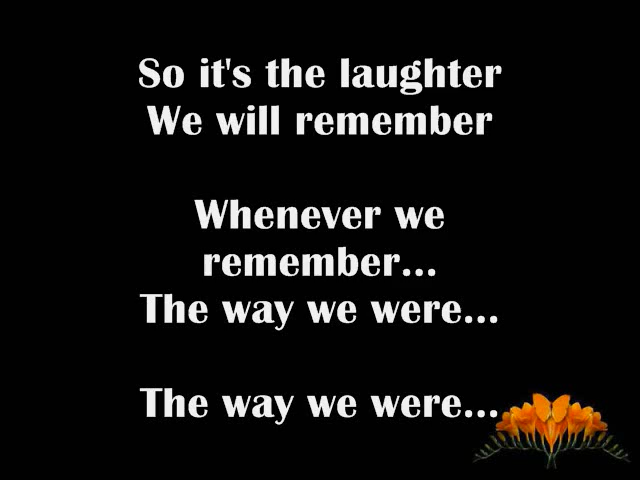 So it's the laughter
We will remember
Whenever we
remember...
The way we were...
The way we were...